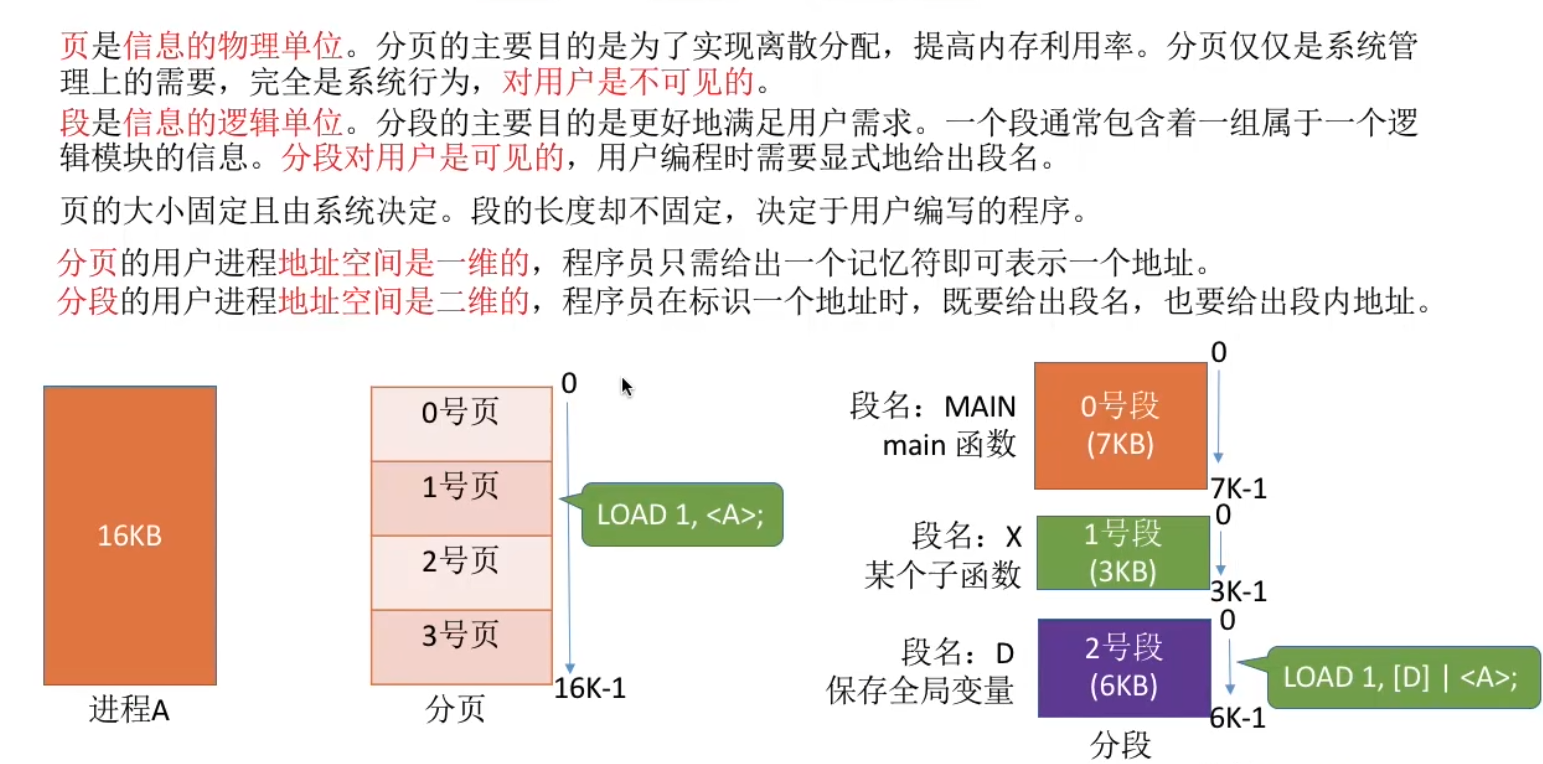 页是信息的物理单位。分页的主要目的是为了实现离散分配，提高内存利用率。分页仅仅是系统管
理上的需要，完全是系统行为，对用户是不可见的。
段是信息的逻辑单位。分段的主要目的是更好地满足用户需求。一个段通常包含着一组属于一个逻
辑模块的信息。分段对用户是可见的，用户编程时需要显式地给出段名。
页的大小固定且由系统决定。段的长度却不固定，决定于用户编写的程序。
分页的用户进程地址空间是一维的，程序员只需给出一个记忆符即可表示一个地址。
分段的用户进程地址空间是二维的，程序员在标识一个地址时，既要给出段名，也要给出段内地址。
16KB
进程A
0号页
1号页
2号页
3号页
0
16K-1
LOAD 1, <A>;
分页
段名：MAIN
main 函数
0号段
(7KB)
0
7K-1
段名：X
某个子函数
1号段
(3KB)
0
3K-1
段名：D
保存全局变量
2号段
(6KB)
0
6K-1
LOAD 1, [D] | <A>;
分段